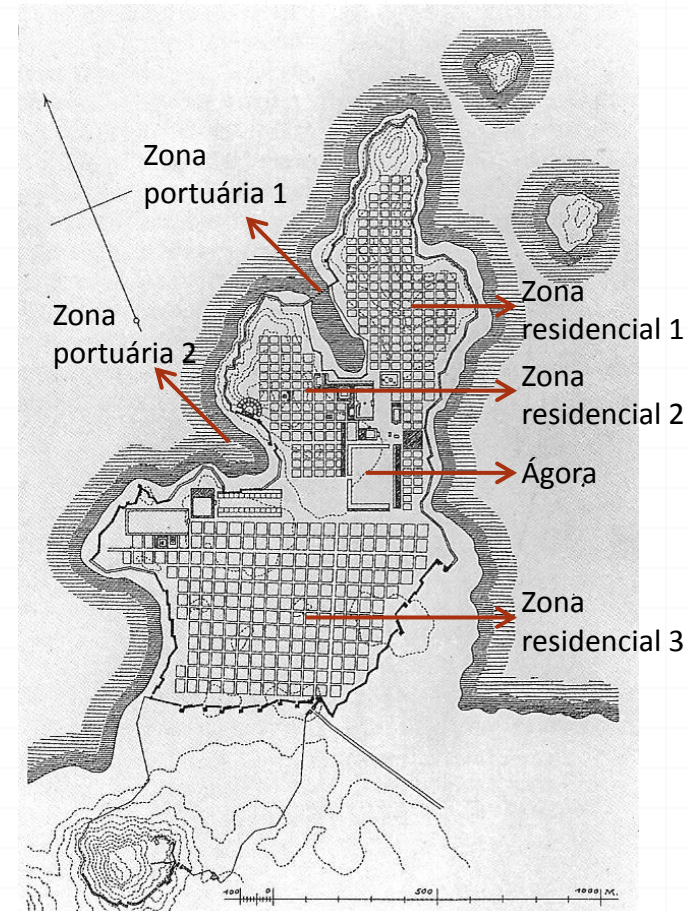 Zona
portuária 1
Zona
portuária 2
Zona
residencial 1
Zona
residencial 2
Ágora
Zona
residencial 3
100 0 500 1000 M.